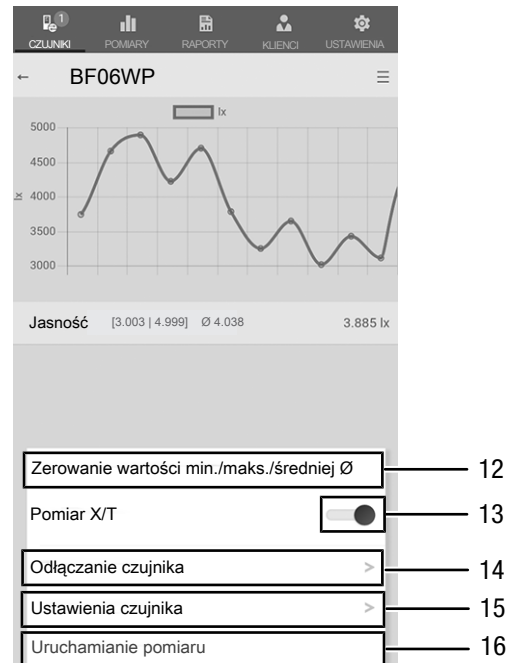 1
CZUJNIKI POMIARY RAPORTY KLIENCI USTAWIENIA
← BF06WP ☰
lx
5000
4500
lx 4000
3500
3000
Jasność [3.003 | 4.999] Ø 4.038 3.885 lx
Zerowanie wartości min./maks./średniej Ø 12
Pomiar X/T 13
Odłączanie czujnika > 14
Ustawienia czujnika > 15
Uruchamianie pomiaru 16